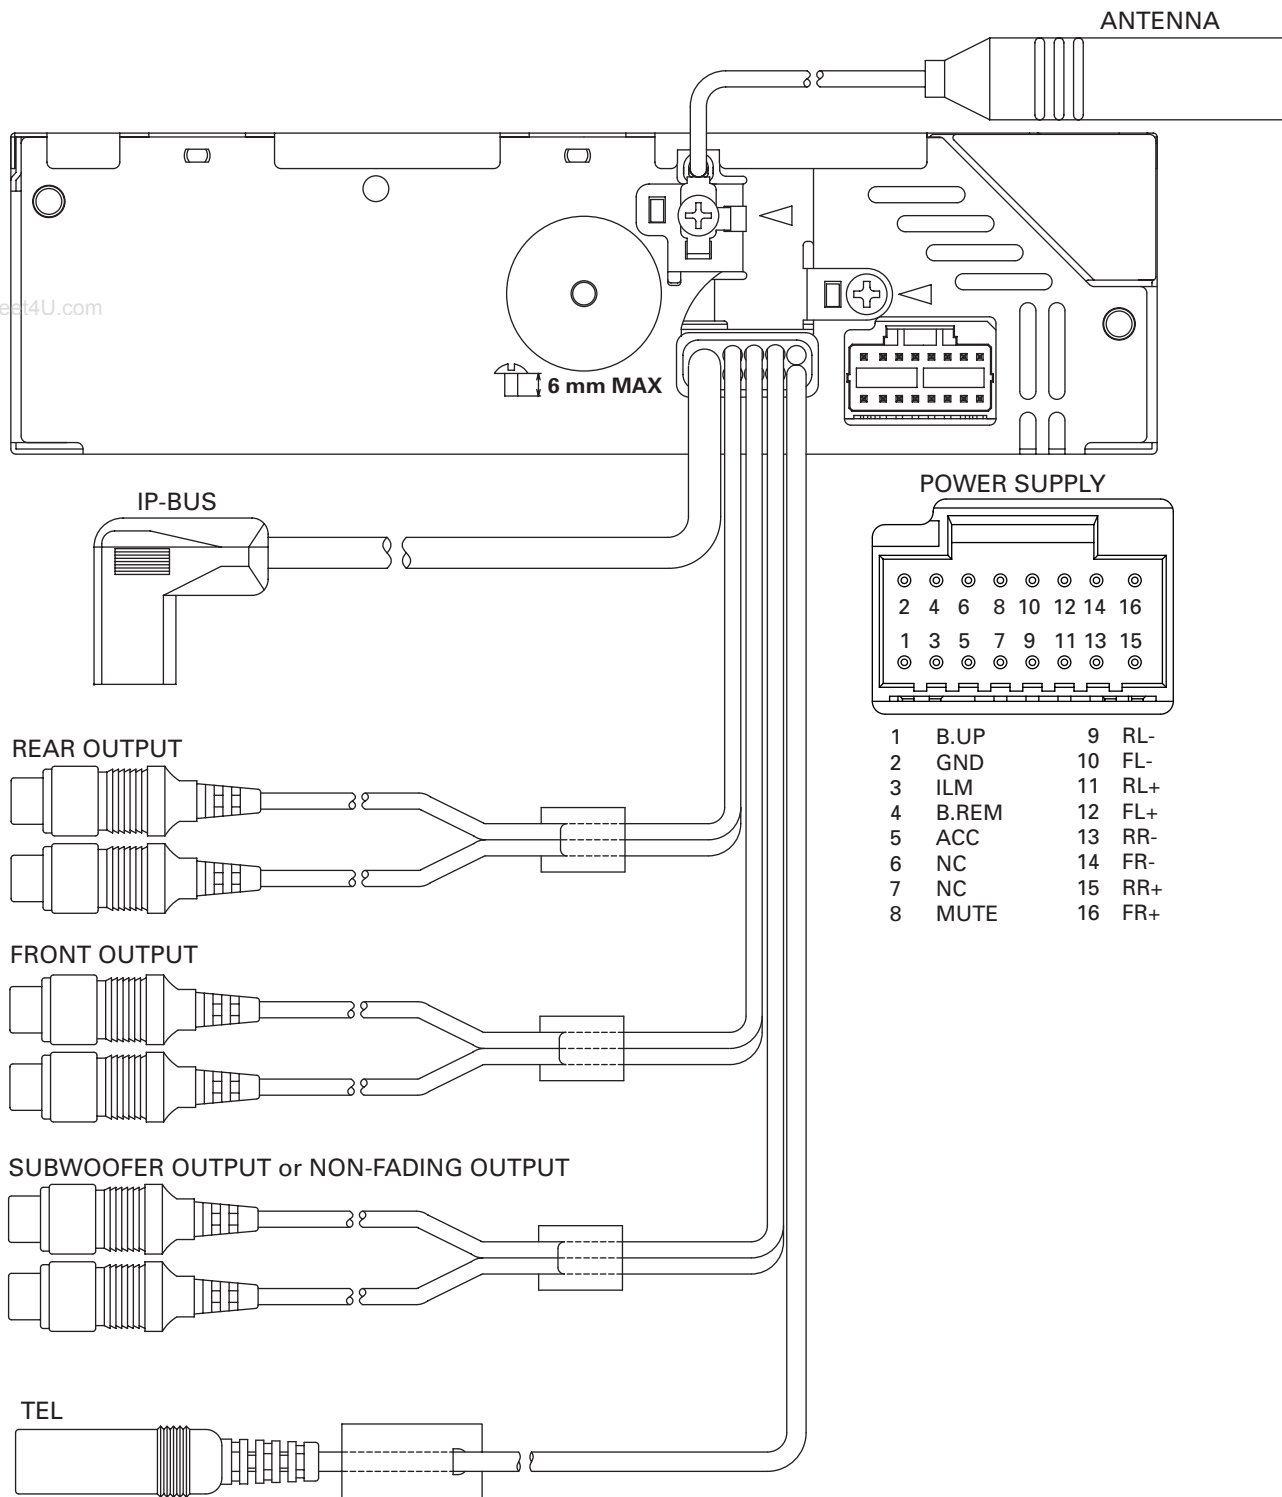 ANTENNA
et4U.com
6 mm MAX
IP-BUS
POWER SUPPLY
2 4 6 8 10 12 14 16
1 3 5 7 9 11 13 15
1 B.UP 9 RL-
2 GND 10 FL-
3 ILM 11 RL+
4 B.REM 12 FL+
5 ACC 13 RR-
6 NC 14 FR-
7 NC 15 RR+
8 MUTE 16 FR+
REAR OUTPUT
FRONT OUTPUT
SUBWOOFER OUTPUT or NON-FADING OUTPUT
TEL